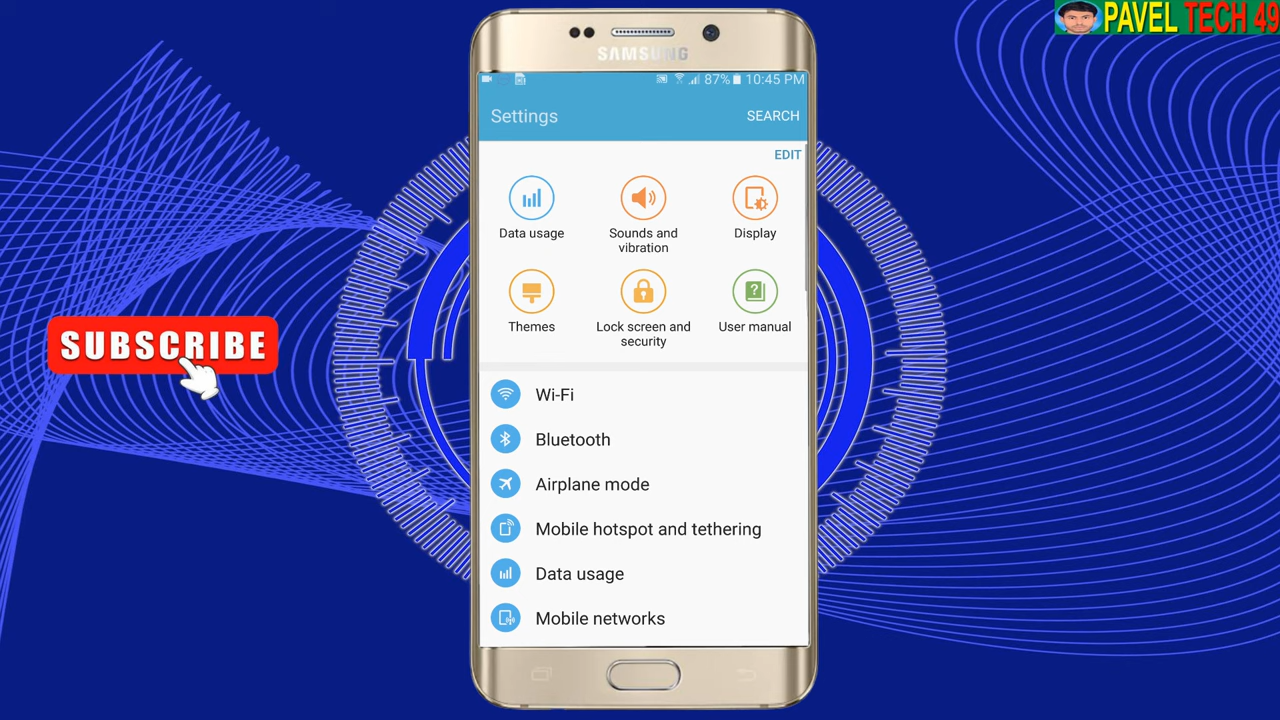 PAVEL TECH 49
SAMSUNG
87% 10:45 PM
Settings
SEARCH
EDIT
Data usage
Sounds and
vibration
Display
Themes
Lock screen and
security
User manual
SUBSCRIBE
Wi-Fi
Bluetooth
Airplane mode
Mobile hotspot and tethering
Data usage
Mobile networks